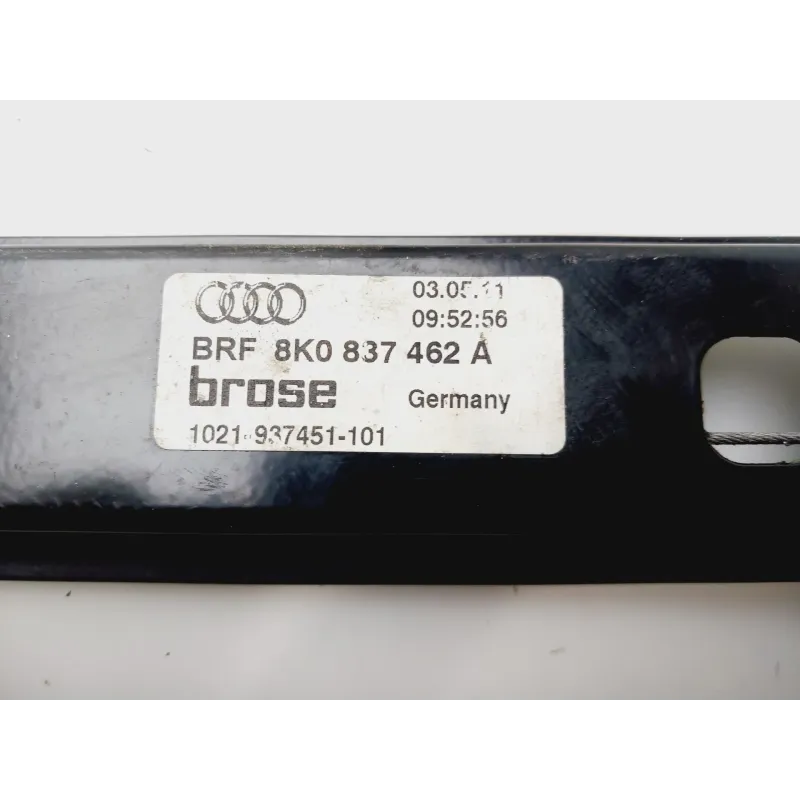 03.05.11
09:52:56
BRF 8K0 837 462 A
brose Germany
1021-937451-101